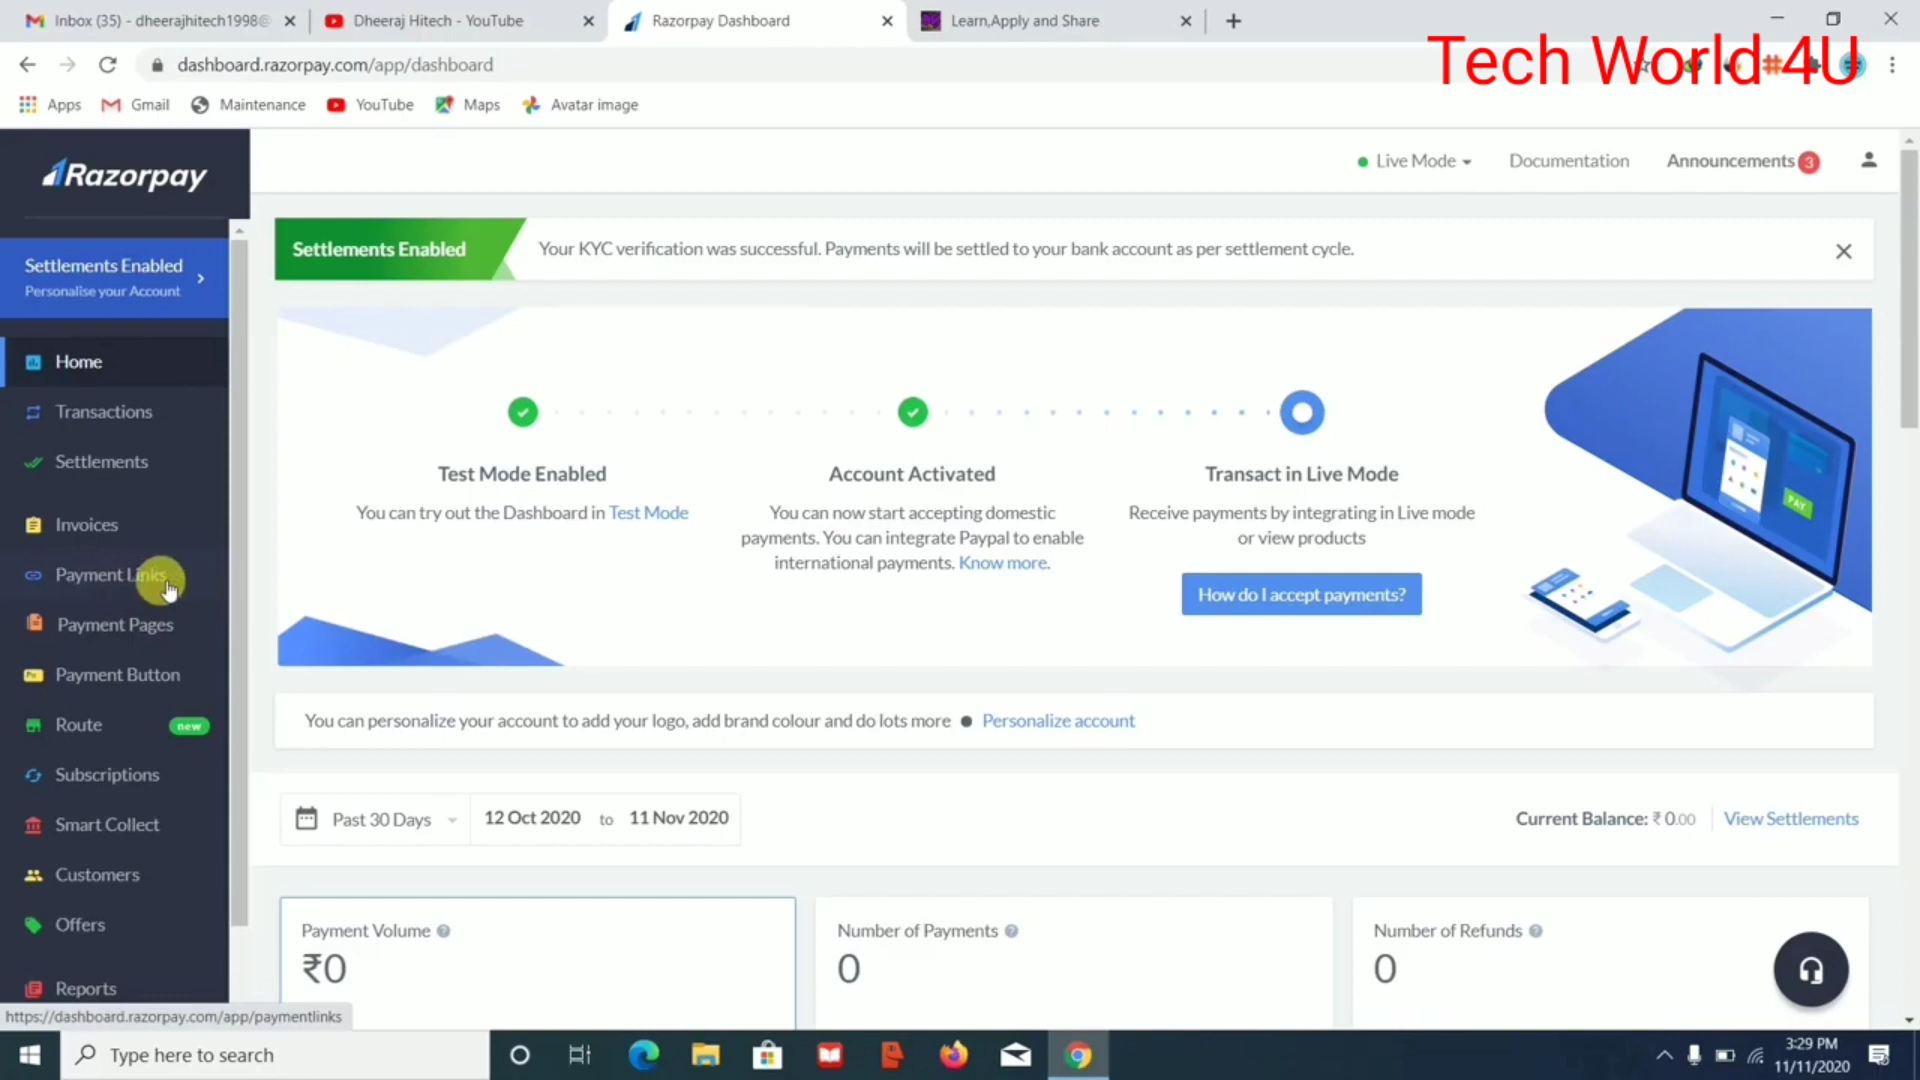 Inbox (35) - dheerajhitech1998@
Dheeraj Hitech - YouTube
Razorpay Dashboard
Learn,Apply and Share
dashboard.razorpay.com/app/dashboard
Tech World 4U
Apps
Gmail
Maintenance
YouTube
Maps
Avatar image
Razorpay
Live Mode
Documentation
Announcements 3
Settlements Enabled
Personalise your Account
Settlements Enabled
Your KYC verification was successful. Payments will be settled to your bank account as per settlement cycle.
Home
Transactions
Settlements
Invoices
Payment Links
Payment Pages
Payment Button
Route new
Subscriptions
Smart Collect
Customers
Offers
Reports
Test Mode Enabled
You can try out the Dashboard in Test Mode
Account Activated
You can now start accepting domestic
payments. You can integrate Paypal to enable
international payments. Know more.
Transact in Live Mode
Receive payments by integrating in Live mode
or view products
How do I accept payments?
PAY
You can personalize your account to add your logo, add brand colour and do lots more
Personalize account
Past 30 Days
12 Oct 2020 to 11 Nov 2020
Current Balance: ₹ 0.00
View Settlements
Payment Volume
₹0
Number of Payments
0
Number of Refunds
0
https://dashboard.razorpay.com/app/paymentlinks
Type here to search
3:29 PM
11/11/2020